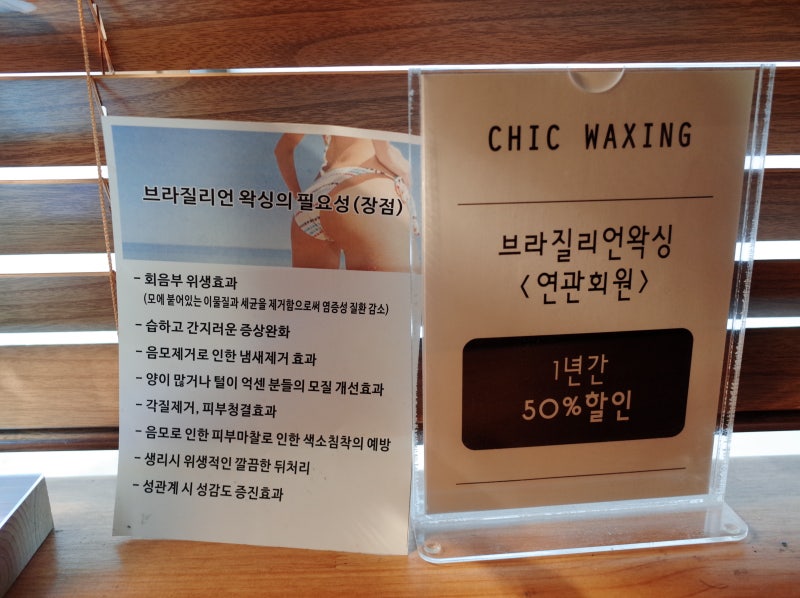 브라질리언 왁싱의 필요성(장점)
- 회음부 위생효과
(모에 붙어있는 이물질과 세균을 제거함으로써 염증성 질환 감소)
- 습하고 간지러운 증상완화
- 음모제거로 인한 냄새제거 효과
- 양이 많거나 털이 억센 분들의 모질 개선효과
- 각질제거, 피부청결효과
- 음모로 인한 피부마찰로 인한 색소침착의 예방
- 생리시 위생적인 깔끔한 뒤처리
- 성관계 시 성감도 증진효과
CHIC WAXING
브라질리언왁싱
<연관회원>
1년간
50%할인